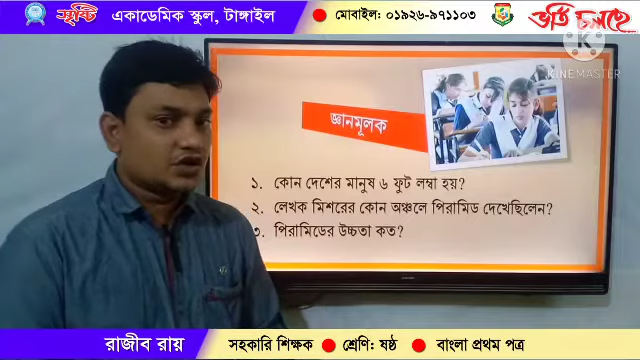 সৃষ্টি একাডেমিক স্কুল, টাঙ্গাইল মোবাইল: ০১৯২৬-৯৭১১০৩ ভর্তি চলছে
KINEMASTER
জ্ঞানমূলক
১. কোন দেশের মানুষ ৬ ফুট লম্বা হয়?
২. লেখক মিশরের কোন অঞ্চলে পিরামিড দেখেছিলেন?
৩. পিরামিডের উচ্চতা কত?
রাজীব রায় সহকারি শিক্ষক শ্রেণি: ষষ্ঠ বাংলা প্রথম পত্র